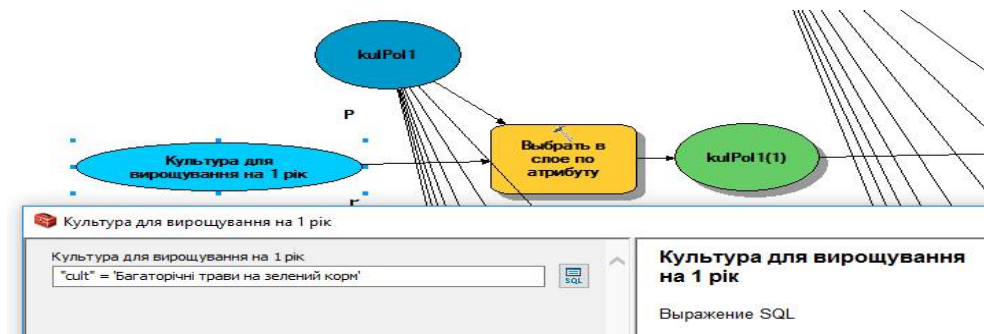 kulPol1
P
Культура для
вирощування на 1 рік
Выбрать в
слое по
атрибуту
kulPol1(1)
Культура для вирощування на 1 рік
Культура для вирощування на 1 рік
"cult" = 'Багаторічні трави на зелений корм'
SQL
Культура для вирощування
на 1 рік
Выражение SQL